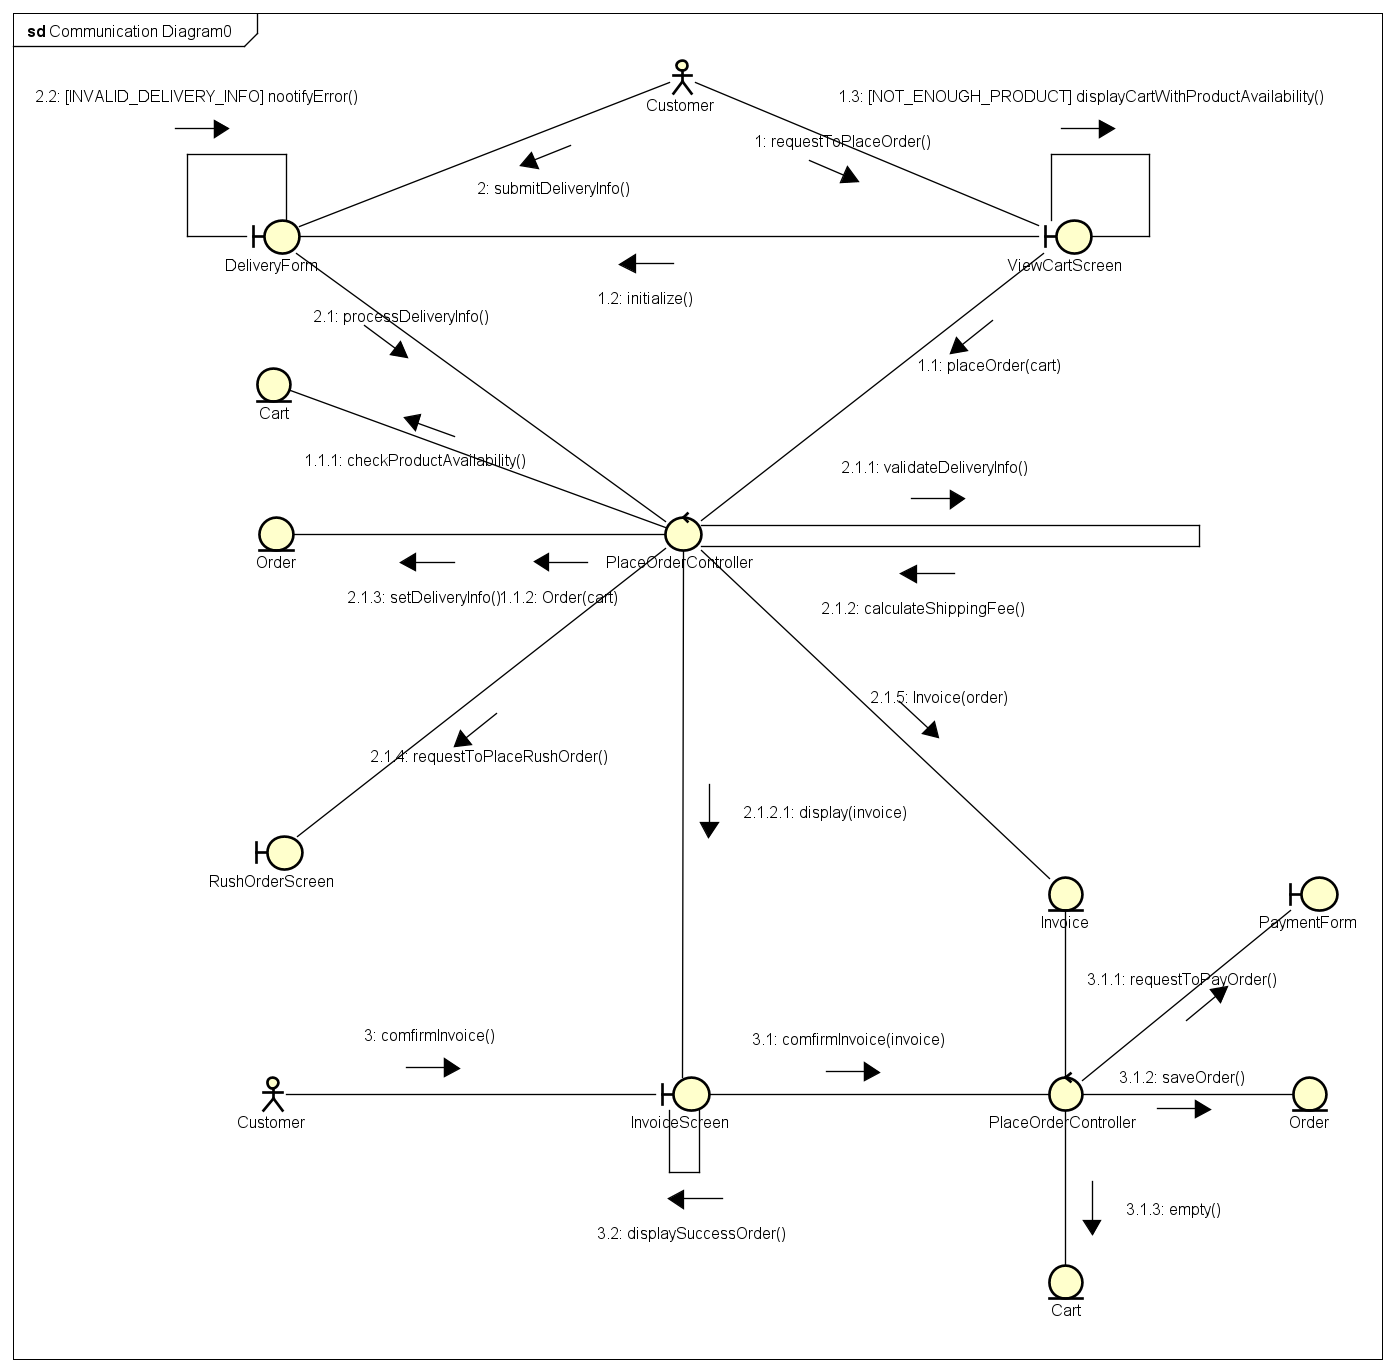 sd Communication Diagram0
Customer
2.2: [INVALID_DELIVERY_INFO] nootifyError()
1.3: [NOT_ENOUGH_PRODUCT] displayCartWithProductAvailability()
1: requestToPlaceOrder()
2: submitDeliveryInfo()
DeliveryForm
ViewCartScreen
1.2: initialize()
2.1: processDeliveryInfo()
1.1: placeOrder(cart)
Cart
1.1.1: checkProductAvailability()
2.1.1: validateDeliveryInfo()
Order
PlaceOrderController
2.1.3: setDeliveryInfo()
1.1.2: Order(cart)
2.1.2: calculateShippingFee()
2.1.5: Invoice(order)
2.1.4: requestToPlaceRushOrder()
2.1.2.1: display(invoice)
RushOrderScreen
Invoice
PaymentForm
3.1.1: requestToPayOrder()
3: comfirmInvoice()
3.1: comfirmInvoice(invoice)
3.1.2: saveOrder()
Customer
InvoiceScreen
PlaceOrderController
Order
3.1.3: empty()
3.2: displaySuccessOrder()
Cart